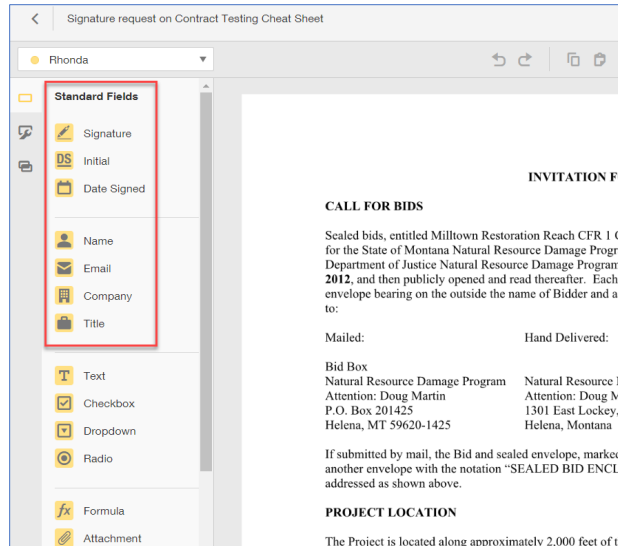 Signature request on Contract Testing Cheat Sheet
Rhonda
Standard Fields
Signature
DS Initial
Date Signed
Name
Email
Company
Title
T Text
Checkbox
Dropdown
Radio
fx Formula
Attachment
INVITATION
CALL FOR BIDS
Sealed bids, entitled Milltown Restoration Reach CFR 1
for the State of Montana Natural Resource Damage
Department of Justice Natural Resource Damage Program
2012, and then publicly opened and read thereafter. Each
envelope bearing on the outside the name of Bidder and a
to:
Mailed: Hand Delivered:
Bid Box
Natural Resource Damage Program Natural Resource
Attention: Doug Martin Attention: Doug
P.O. Box 201425 1301 East Lockey,
Helena, MT 59620-1425 Helena, Montana
If submitted by mail, the Bid and sealed envelope,
another envelope with the notation “SEALED BID
addressed as shown above.
PROJECT LOCATION
The Project is located along approximately 2,000 feet of